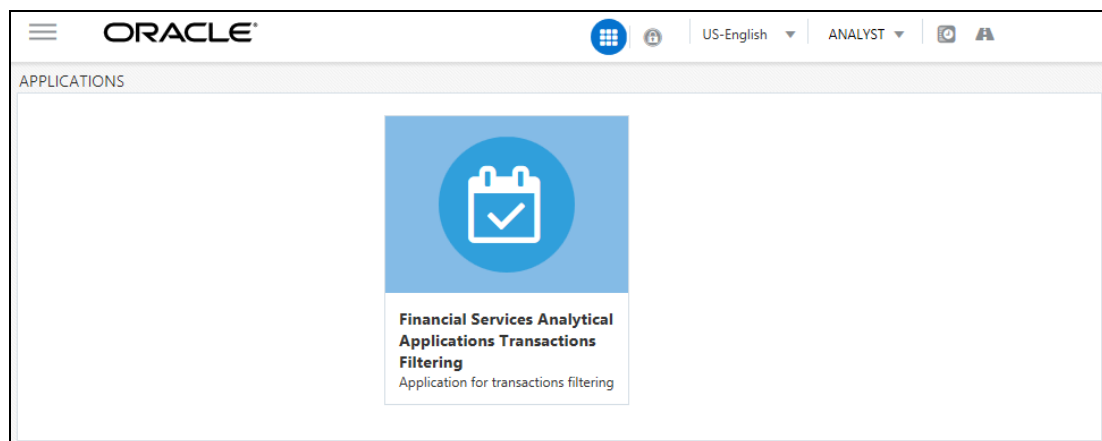 ORACLE®
US-English
ANALYST
APPLICATIONS
Financial Services Analytical
Applications Transactions
Filtering
Application for transactions filtering